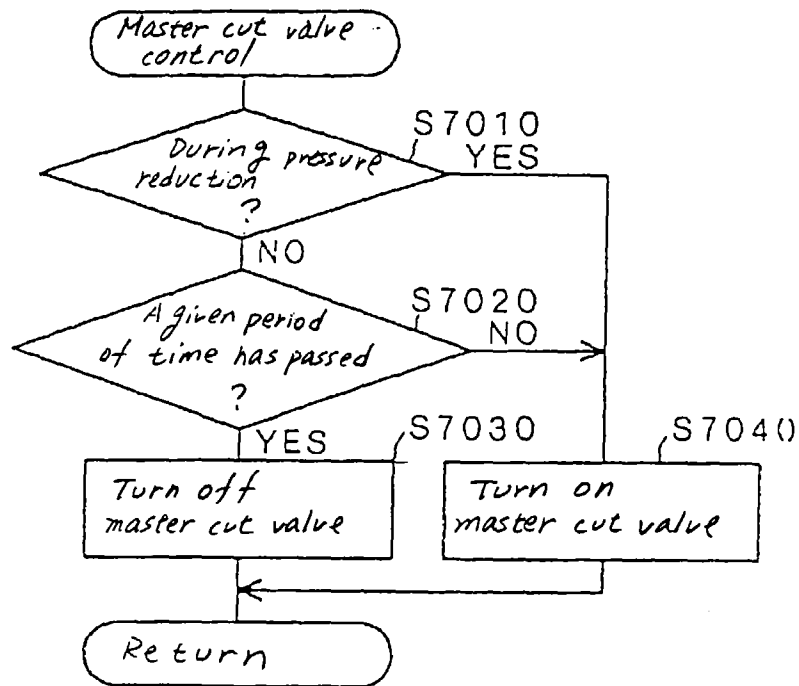 Master cut valve
control
S7010
During pressure
reduction
?
YES
NO
S7020
A given period
of time has passed
?
NO
YES
S7030
Turn off
master cut valve
S7040
Turn on
master cut valve
Return